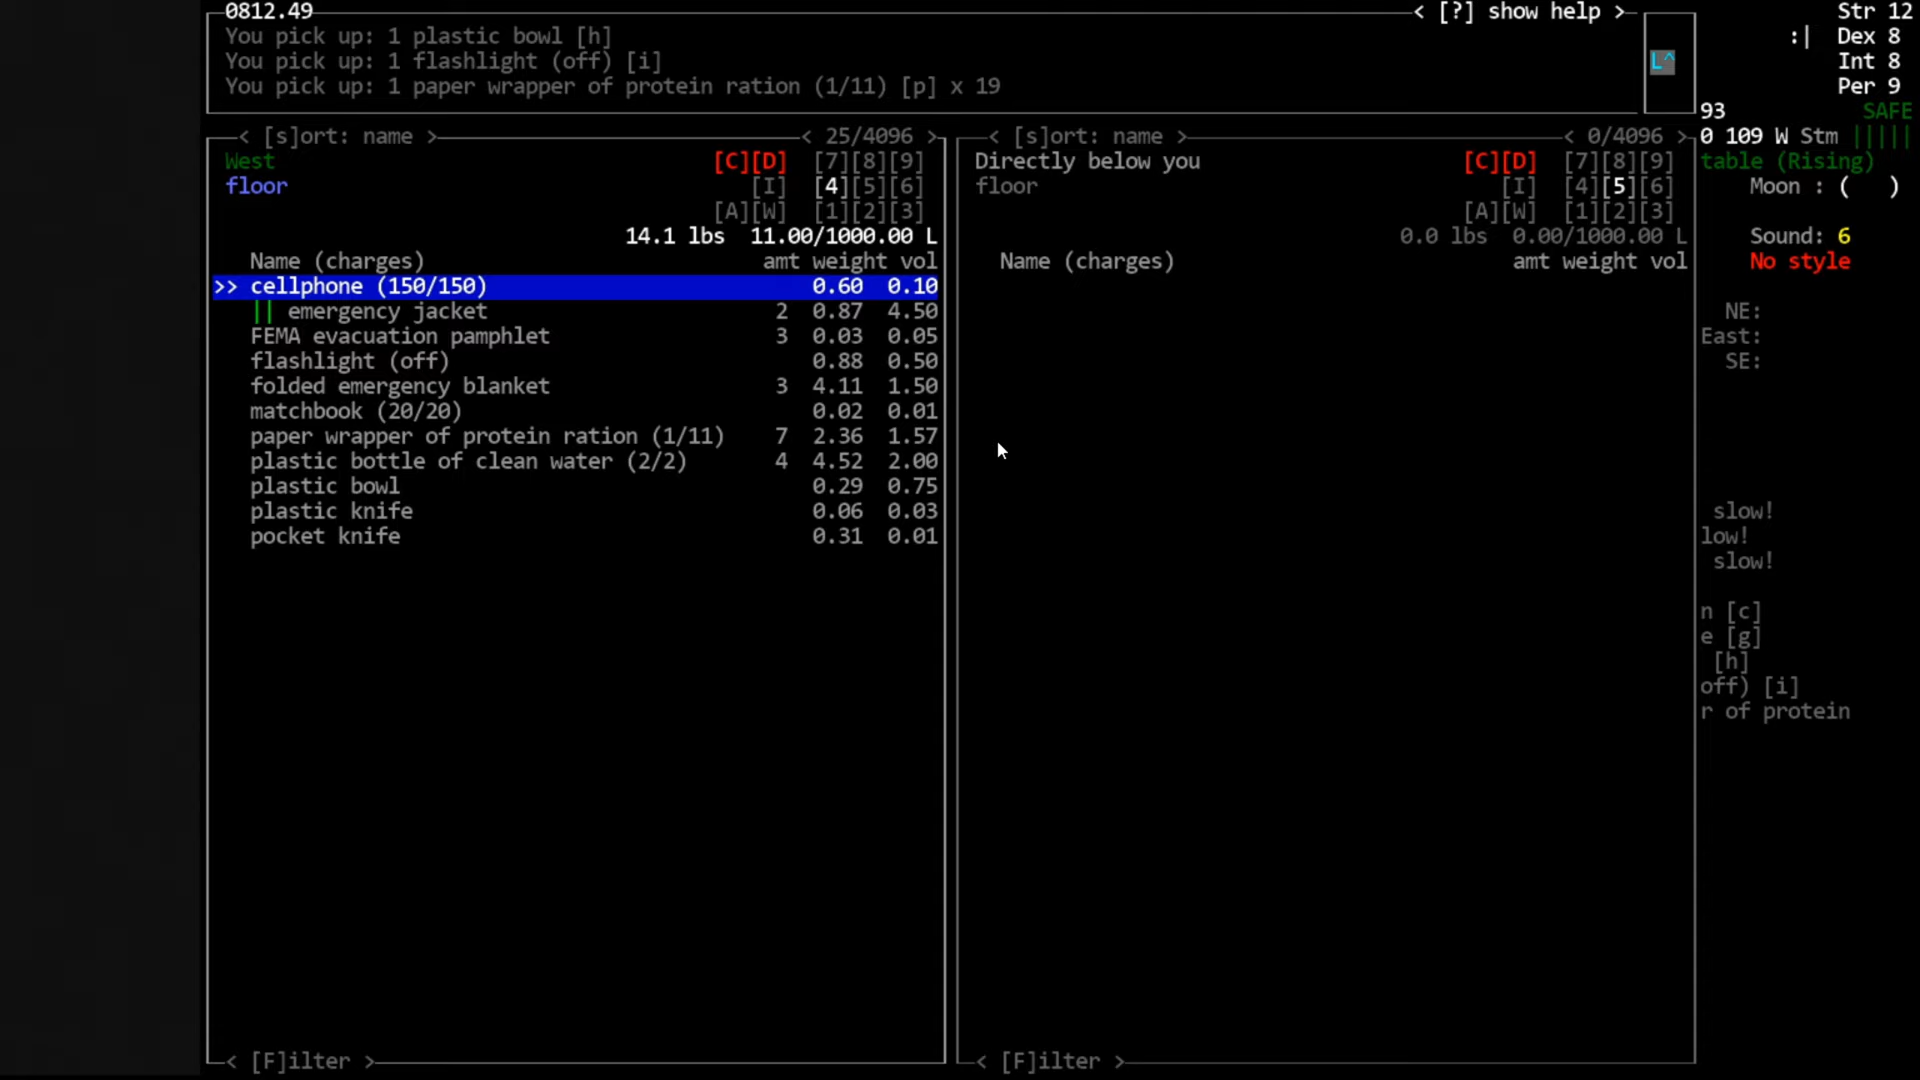 0812.49 < [?] show help > Str 12
You pick up: 1 plastic bowl [h] :| Dex 8
You pick up: 1 flashlight (off) [i] L^ Int 8
You pick up: 1 paper wrapper of protein ration (1/11) [p] x 19 Per 9
93 SAFE
< [s]ort: name > < 25/4096 > < [s]ort: name > < 0/4096 > 0 109 W Stm |||||
West [C][D] [7][8][9] Directly below you [C][D] [7][8][9] table (Rising)
floor [I] [4][5][6] floor [I] [4][5][6] Moon : ( )
[A][W] [1][2][3] [A][W] [1][2][3]
14.1 lbs 11.00/1000.00 L 0.0 lbs 0.00/1000.00 L Sound: 6
Name (charges) amt weight vol Name (charges) amt weight vol No style
>> cellphone (150/150) 0.60 0.10
|| emergency jacket 2 0.87 4.50 NE:
FEMA evacuation pamphlet 3 0.03 0.05 East:
flashlight (off) 0.88 0.50 SE:
folded emergency blanket 3 4.11 1.50
matchbook (20/20) 0.02 0.01
paper wrapper of protein ration (1/11) 7 2.36 1.57
plastic bottle of clean water (2/2) 4 4.52 2.00
plastic bowl 0.29 0.75
plastic knife 0.06 0.03 slow!
pocket knife 0.31 0.01 low!
slow!
n [c]
e [g]
[h]
off) [i]
r of protein
< [F]ilter > < [F]ilter >